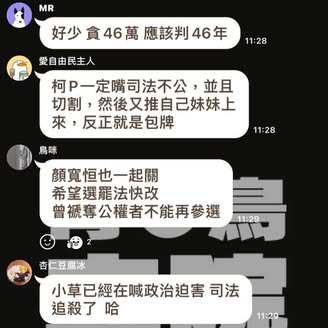 MR
好少 貪46萬 應該判46年
11:28
愛自由民主人
柯P一定嘴司法不公，並且
切割，然後又推自己妹妹上
來，反正就是包牌
11:28
鳥咪
顏寬恒也一起關
希望選罷法快改
曾褫奪公權者不能再參選
11:29
2
杏仁豆腐冰
小草已經在喊政治迫害 司法
追殺了 哈
11:29